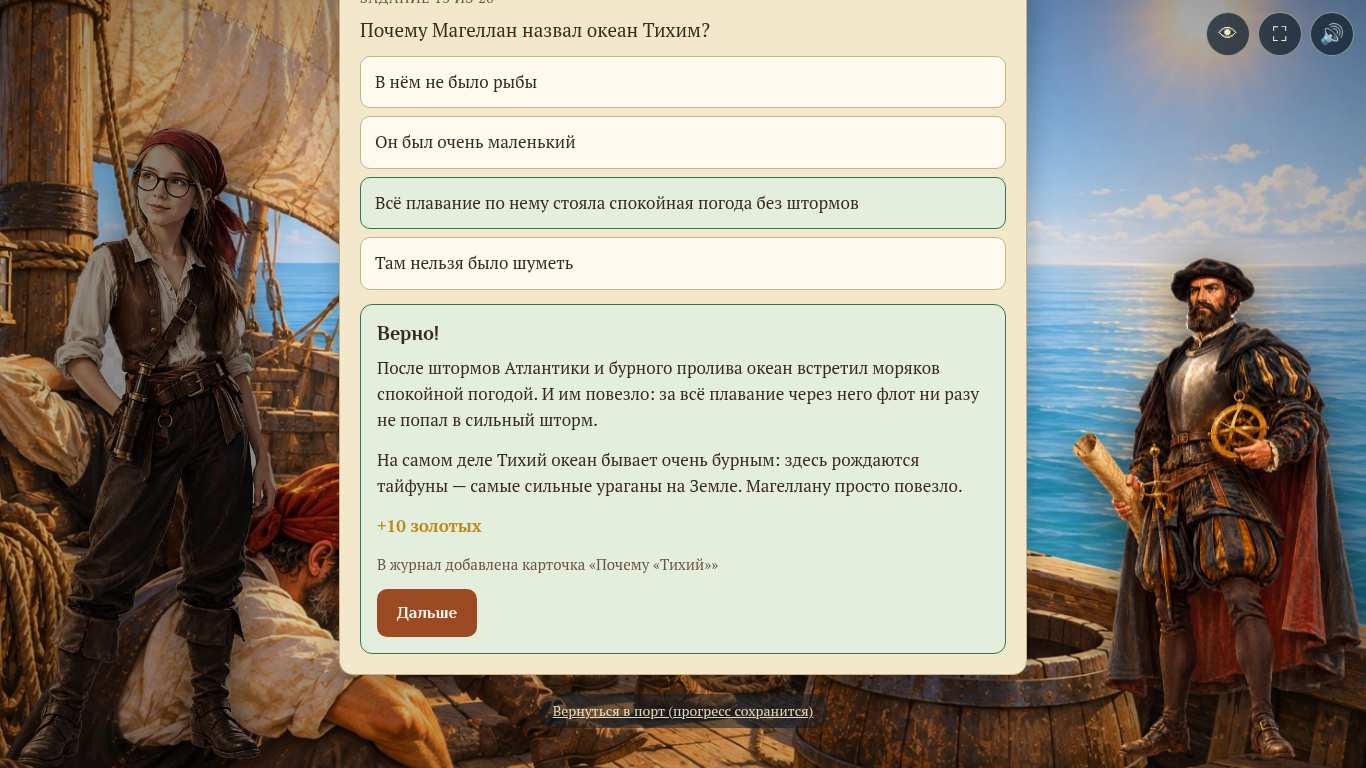 ЗАДАНИЕ 15 ИЗ 20
Почему Магеллан назвал океан Тихим?
В нём не было рыбы
Он был очень маленький
Всё плавание по нему стояла спокойная погода без штормов
Там нельзя было шуметь
Верно!
После штормов Атлантики и бурного пролива океан встретил моряков
спокойной погодой. И им повезло: за всё плавание через него флот ни разу
не попал в сильный шторм.
На самом деле Тихий океан бывает очень бурным: здесь рождаются
тайфуны — самые сильные ураганы на Земле. Магеллану просто повезло.
+10 золотых
В журнал добавлена карточка «Почему «Тихий»»
Дальше
Вернуться в порт (прогресс сохранится)